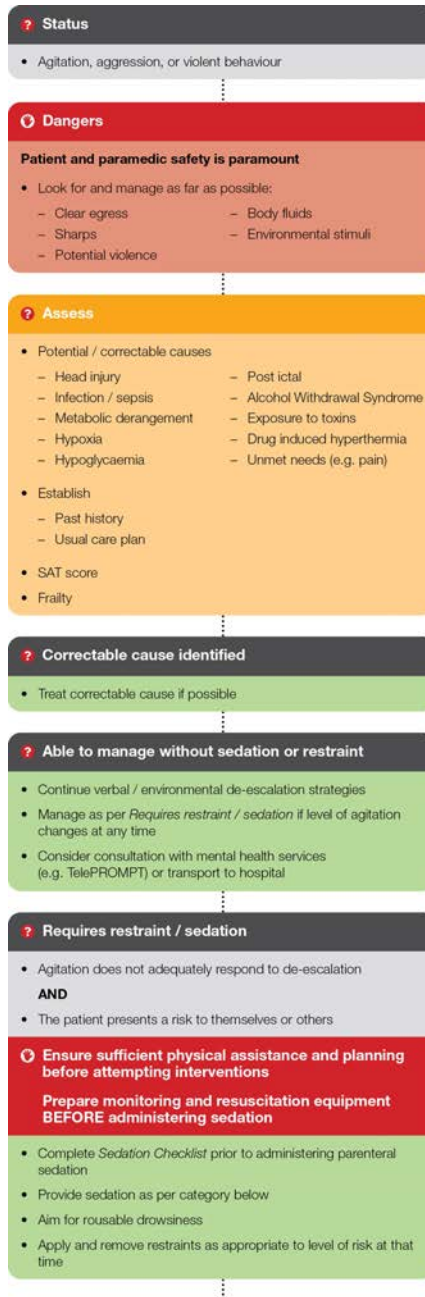 ? Status
• Agitation, aggression, or violent behaviour
Dangers
Patient and paramedic safety is paramount
• Look for and manage as far as possible:
– Clear egress
– Sharps
– Potential violence
– Body fluids
– Environmental stimuli
? Assess
• Potential / correctable causes
– Head injury
– Infection / sepsis
– Metabolic derangement
– Hypoxia
– Hypoglycaemia
– Post ictal
– Alcohol Withdrawal Syndrome
– Exposure to toxins
– Drug induced hyperthermia
– Unmet needs (e.g. pain)
• Establish
– Past history
– Usual care plan
• SAT score
• Frailty
? Correctable cause identified
• Treat correctable cause if possible
? Able to manage without sedation or restraint
• Continue verbal / environmental de-escalation strategies
• Manage as per Requires restraint / sedation if level of agitation
changes at any time
• Consider consultation with mental health services
(e.g. TelePROMPT) or transport to hospital
? Requires restraint / sedation
• Agitation does not adequately respond to de-escalation
AND
• The patient presents a risk to themselves or others
Ensure sufficient physical assistance and planning
before attempting interventions
Prepare monitoring and resuscitation equipment
BEFORE administering sedation
• Complete Sedation Checklist prior to administering parenteral
sedation
• Provide sedation as per category below
• Aim for rousable drowsiness
• Apply and remove restraints as appropriate to level of risk at that
time